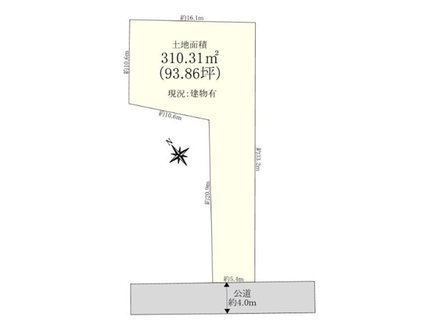 約16.1m
土地面積
310.31㎡
(93.86坪)
現況:建物有
約10.6m
約10.6m
N
約33.2m
約20.9m
約5.4m
公道
約4.0m